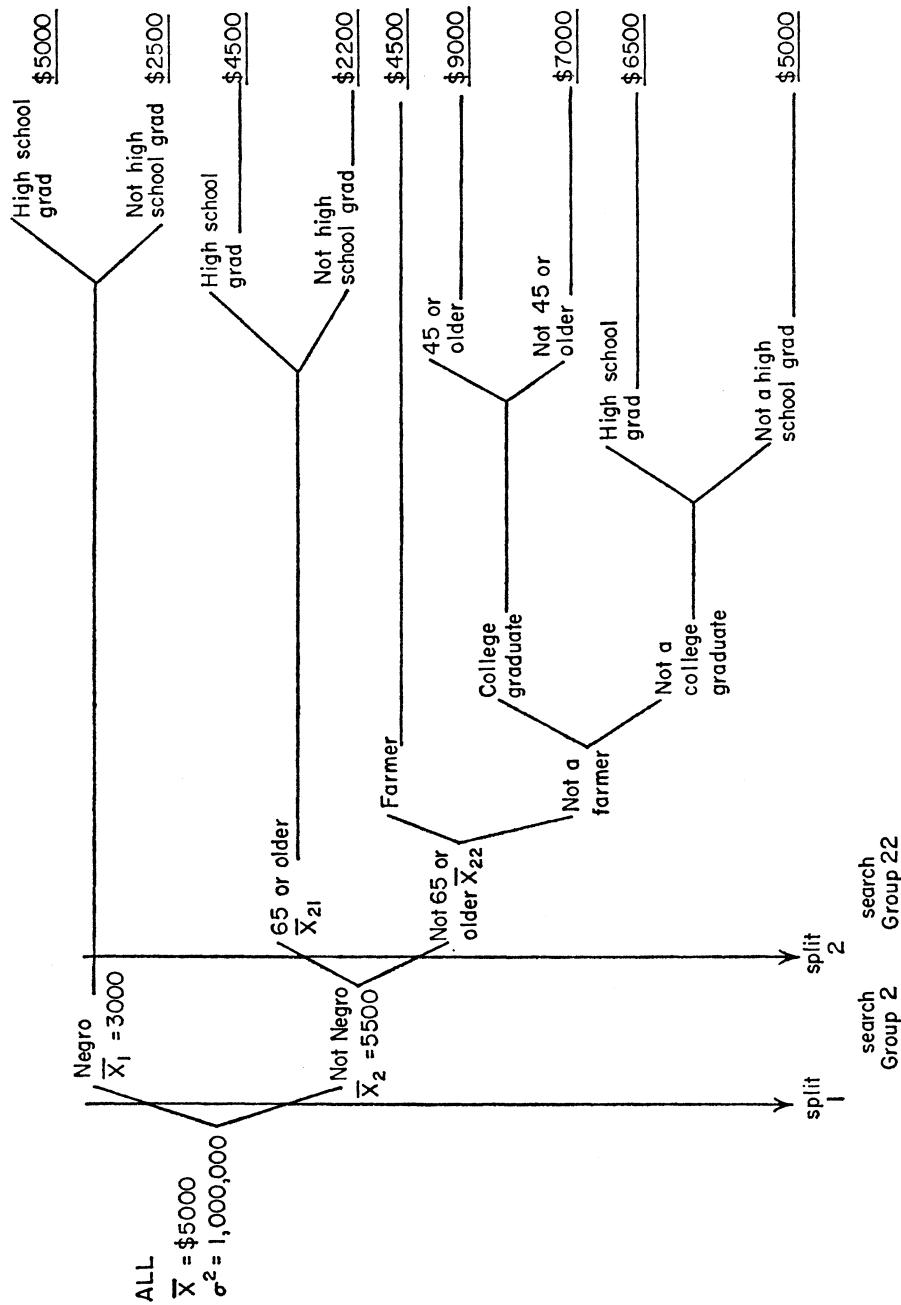 ALL
X̄ = $5000
σ² = 1,000,000
Negro
X̄₁ = 3000
Not Negro
X̄₂ = 5500
split
1
search
Group 2
65 or older
X̄₂₁
Not 65 or
older X̄₂₂
split
2
search
Group 22
Farmer
Not a
farmer
College
graduate
Not a
college
graduate
High school
grad
Not high
school grad
High school
grad
Not high
school grad
45 or
older
Not 45 or
older
High school
grad
Not a high
school grad
$5000
$2500
$4500
$2200
$4500
$9000
$7000
$6500
$5000